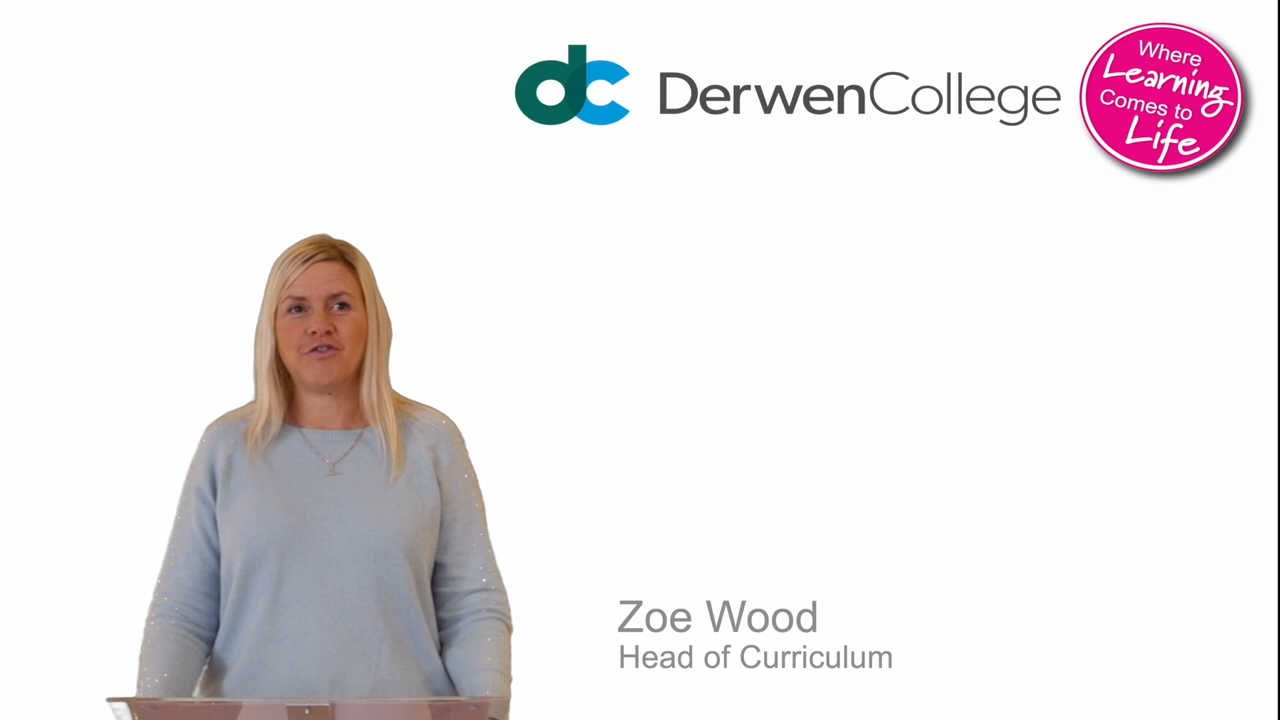 dc DerwenCollege
Where
Learning
Comes to
Life
Zoe Wood
Head of Curriculum